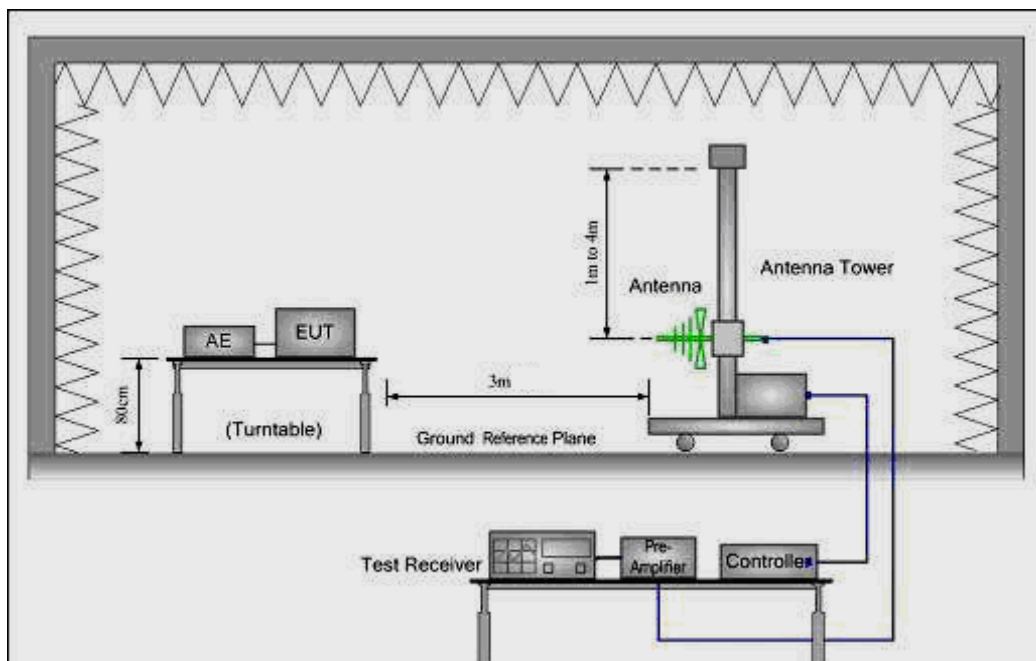 1m to 4m
Antenna
Antenna Tower
AE
EUT
80cm
3m
(Turntable)
Ground Reference Plane
Test Receiver
Pre-
Amplifier
Controller